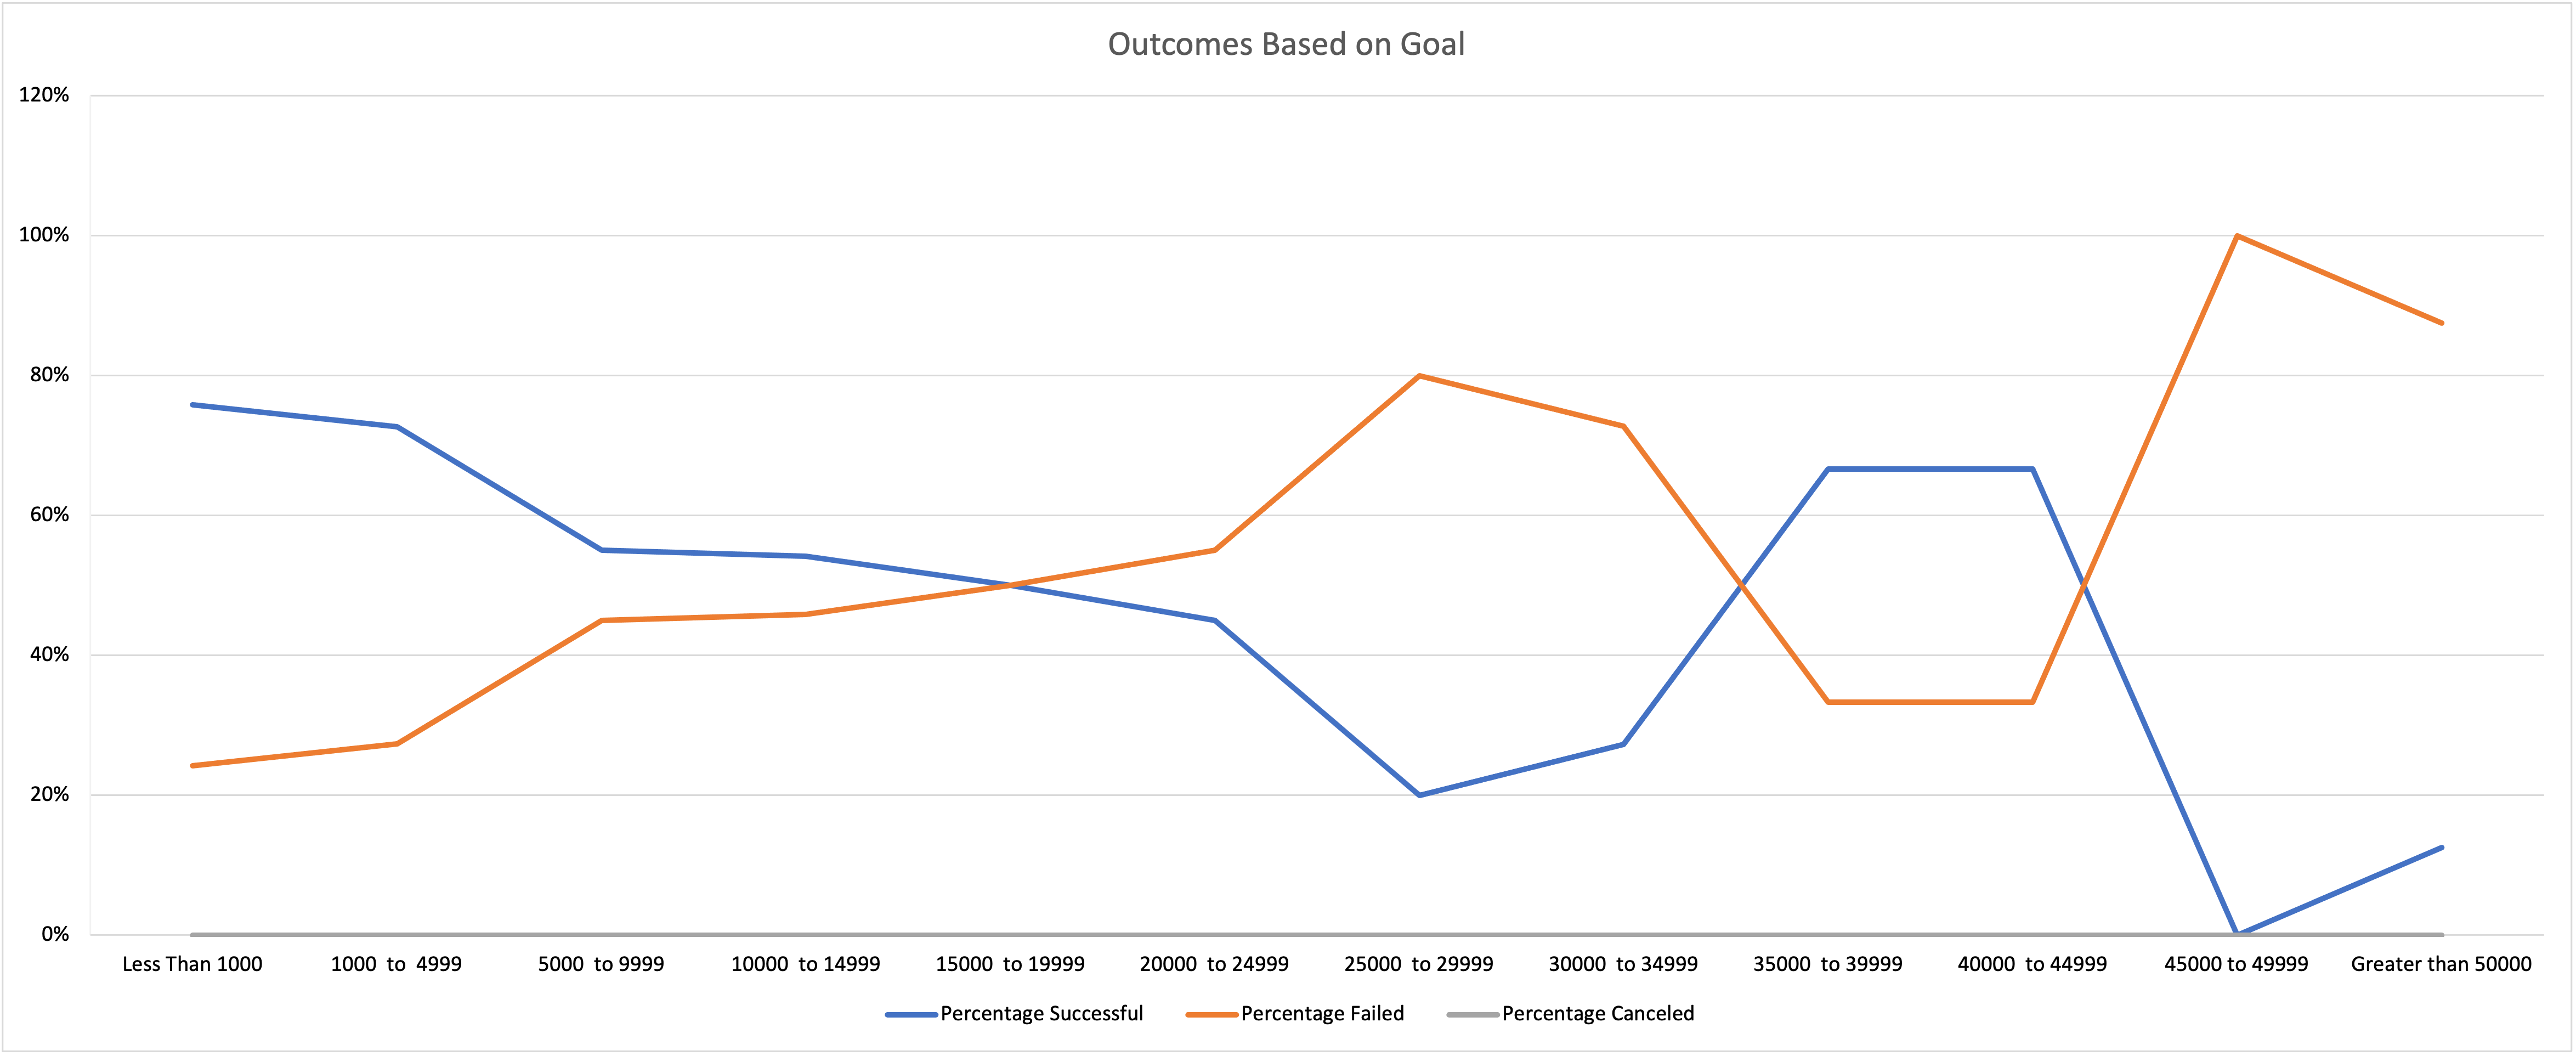 Outcomes Based on Goal
120%
100%
80%
60%
40%
20%
0%
Less Than 1000 1000 to 4999 5000 to 9999 10000 to 14999 15000 to 19999 20000 to 24999 25000 to 29999 30000 to 34999 35000 to 39999 40000 to 44999 45000 to 49999 Greater than 50000
Percentage Successful Percentage Failed Percentage Canceled